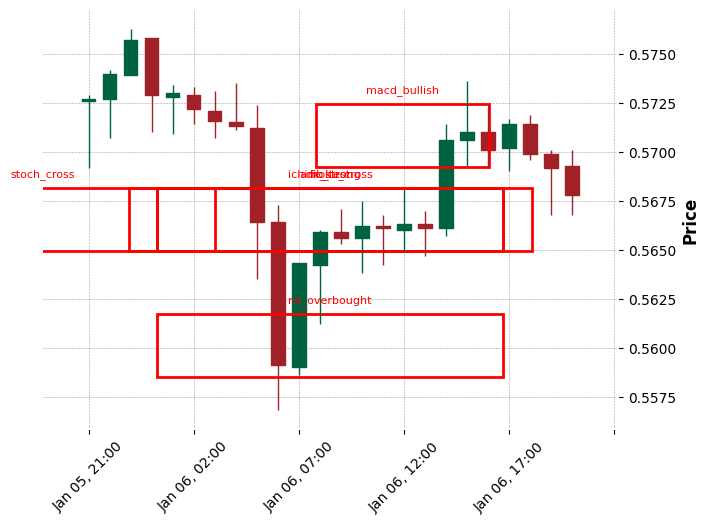 0.5750
macd_bullish
0.5725
0.5700
stoch_cross
0.5675
Price
0.5650
0.5625
rsi_overbought
0.5600
0.5575
Jan 05, 21:00
Jan 06, 02:00
Jan 06, 07:00
Jan 06, 12:00
Jan 06, 17:00